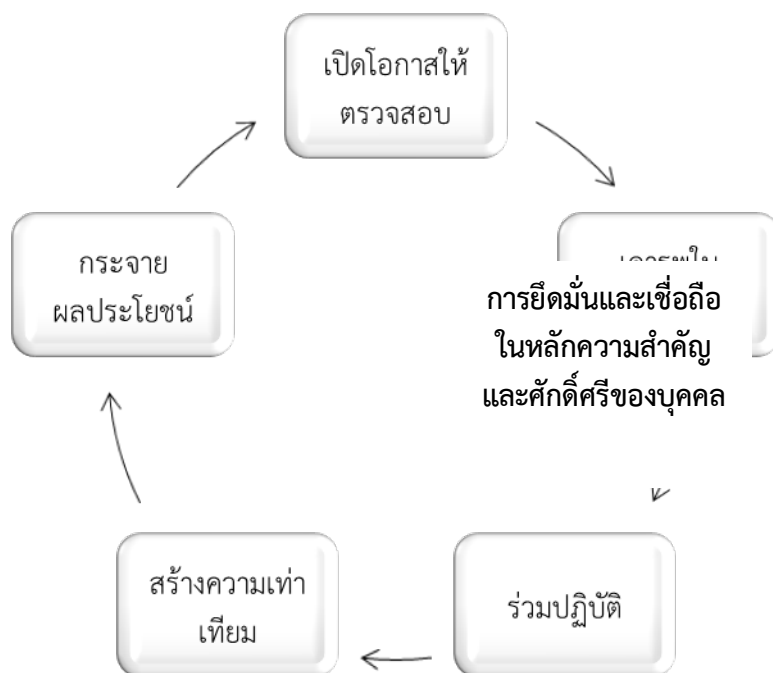 เปิดโอกาสให้
ตรวจสอบ
การยึดมั่นและเชื่อถือ
ในหลักความสำคัญ
และศักดิ์ศรีของบุคคล
ร่วมปฏิบัติ
สร้างความเท่า
เทียม
กระจาย
ผลประโยชน์